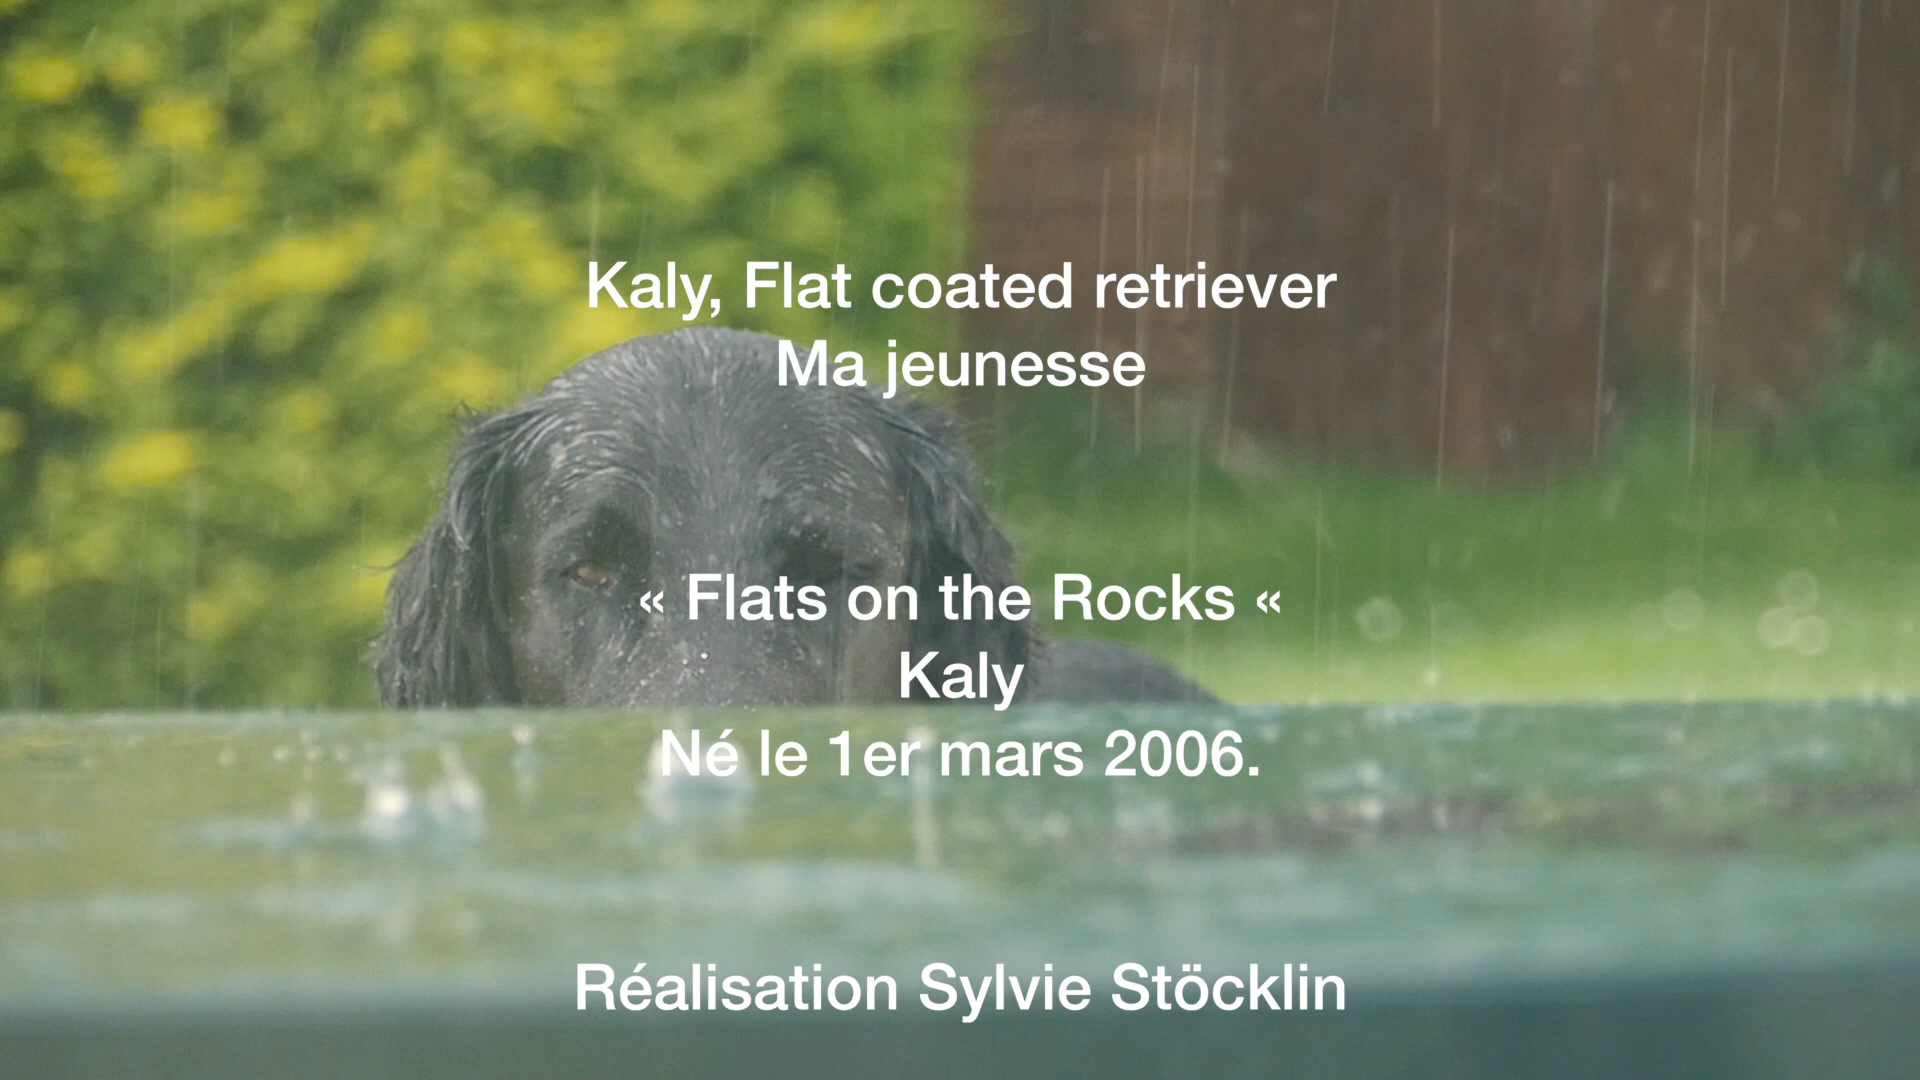 Kaly, Flat coated retriever
Ma jeunesse
« Flats on the Rocks «
Kaly
Né le 1er mars 2006.
Réalisation Sylvie Stöcklin